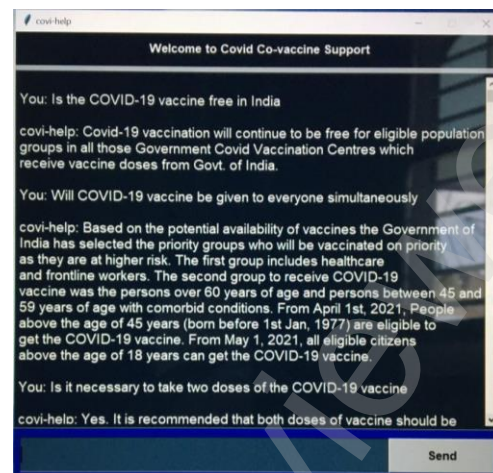 covi-help
Welcome to Covid Co-vaccine Support
You: Is the COVID-19 vaccine free in India
covi-help: Covid-19 vaccination will continue to be free for eligible population
groups in all those Government Covid Vaccination Centres which
receive vaccine doses from Govt. of India.
You: Will COVID-19 vaccine be given to everyone simultaneously
covi-help: Based on the potential availability of vaccines the Government of
India has selected the priority groups who will be vaccinated on priority
as they are at higher risk. The first group includes healthcare
and frontline workers. The second group to receive COVID-19
vaccine was the persons over 60 years of age and persons between 45 and
59 years of age with comorbid conditions. From April 1st, 2021, People
above the age of 45 years (born before 1st Jan, 1977) are eligible to
get the COVID-19 vaccine. From May 1, 2021, all eligible citizens
above the age of 18 years can get the COVID-19 vaccine.
You: Is it necessary to take two doses of the COVID-19 vaccine
covi-help: Yes. It is recommended that both doses of vaccine should be
Send